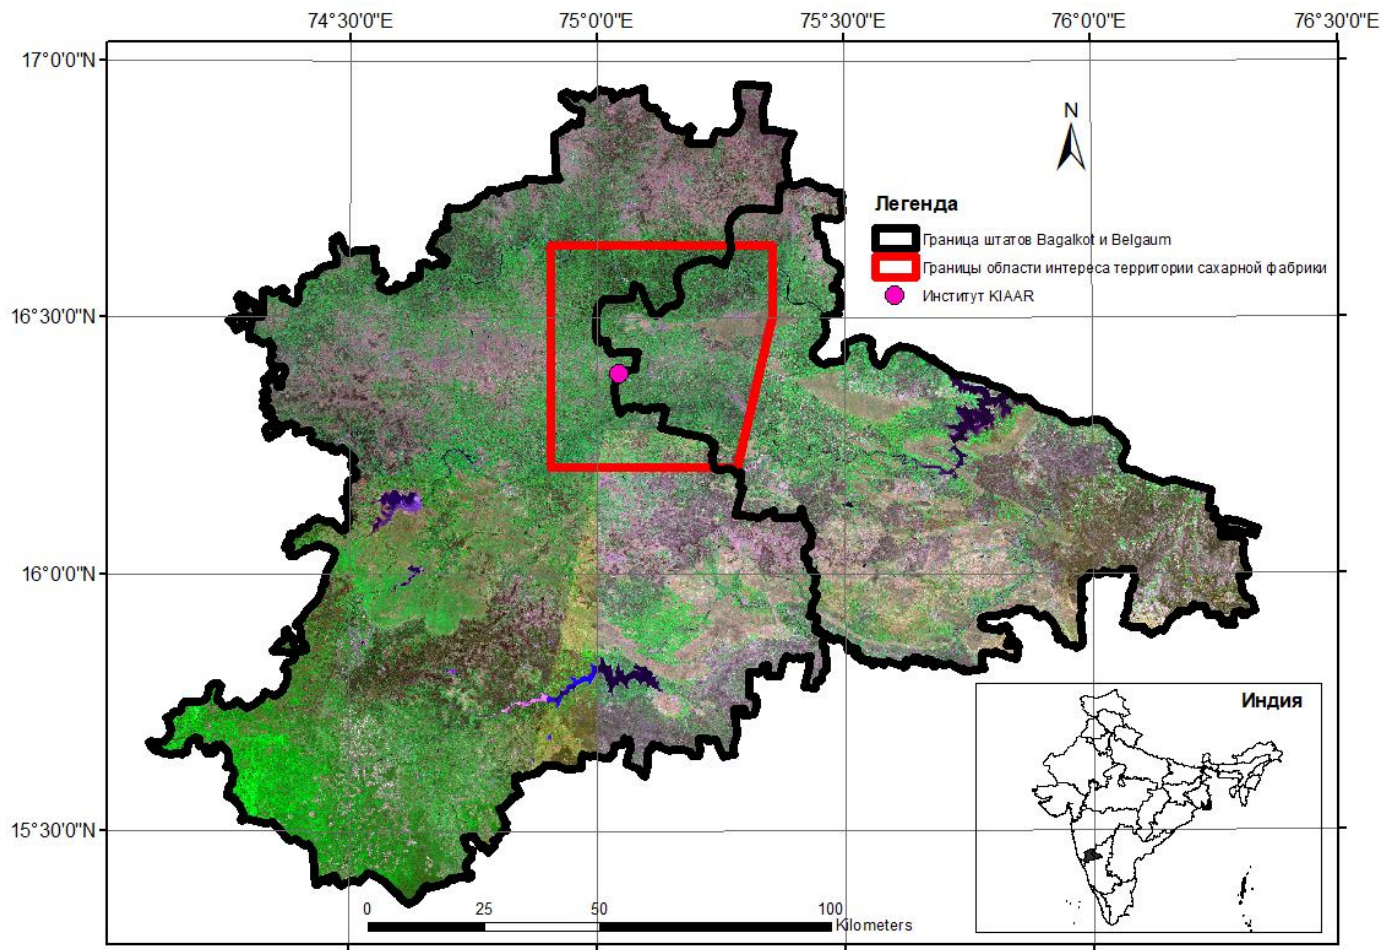 74°30'0"E 75°0'0"E 75°30'0"E 76°0'0"E 76°30'0"E
17°0'0"N
N
Легенда
Граница штатов Bagalkot и Belgaum
Границы области интереса территории сахарной фабрики
Институт KIAAR
16°30'0"N
16°0'0"N
Индия
15°30'0"N
0 25 50 100
Kilometers